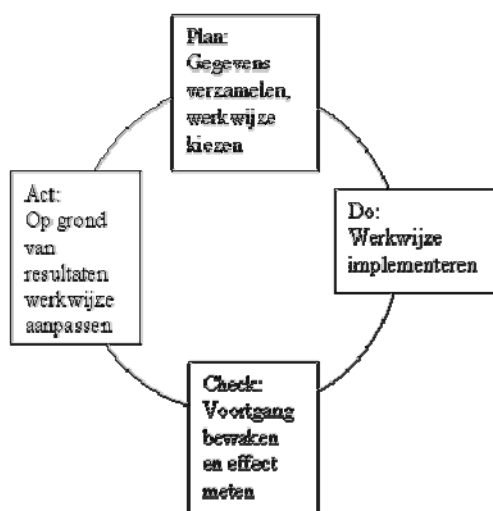 Plan:
Gegevens
verzamelen,
werkwijze
kiezen
Do:
Werkwijze
implementeren
Check:
Voortgang
bewaken
en effect
meten
Act:
Op grond
van
resultaten
werkwijze
aanpassen